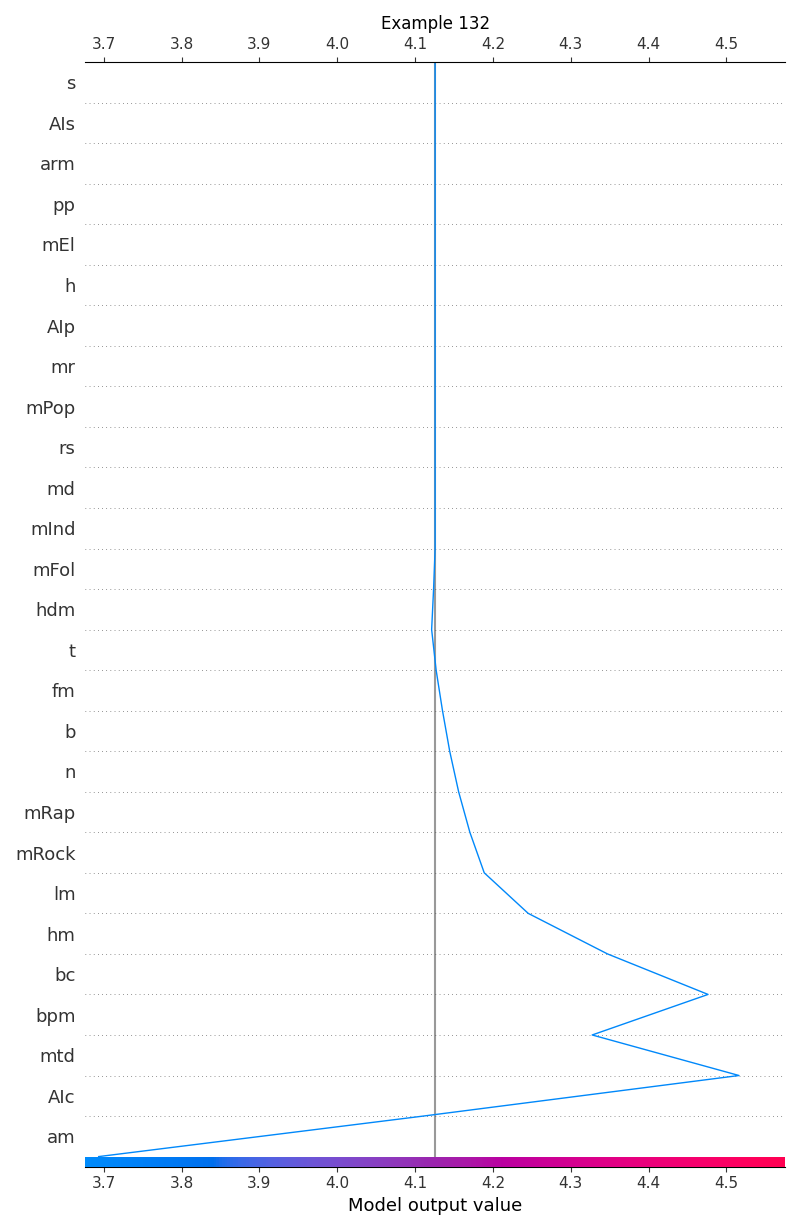 Example 132
3.7 3.8 3.9 4.0 4.1 4.2 4.3 4.4 4.5
s
AIs
arm
pp
mEl
h
AIp
mr
mPop
rs
md
mInd
mFol
hdm
t
fm
b
n
mRap
mRock
lm
hm
bc
bpm
mtd
AIc
am
3.7 3.8 3.9 4.0 4.1 4.2 4.3 4.4 4.5
Model output value